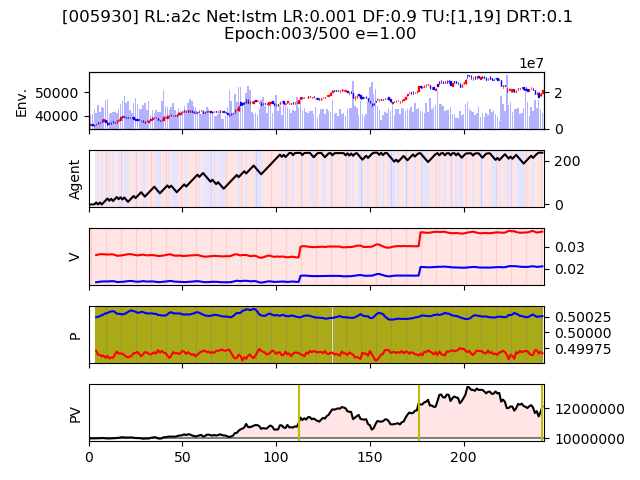 [005930] RL:a2c Net:lstm LR:0.001 DF:0.9 TU:[1,19] DRT:0.1
Epoch:003/500 e=1.00
1e7
Env.
50000
40000
2
0
Agent
200
0
V
0.03
0.02
P
0.50025
0.50000
0.49975
PV
12000000
10000000
0 50 100 150 200